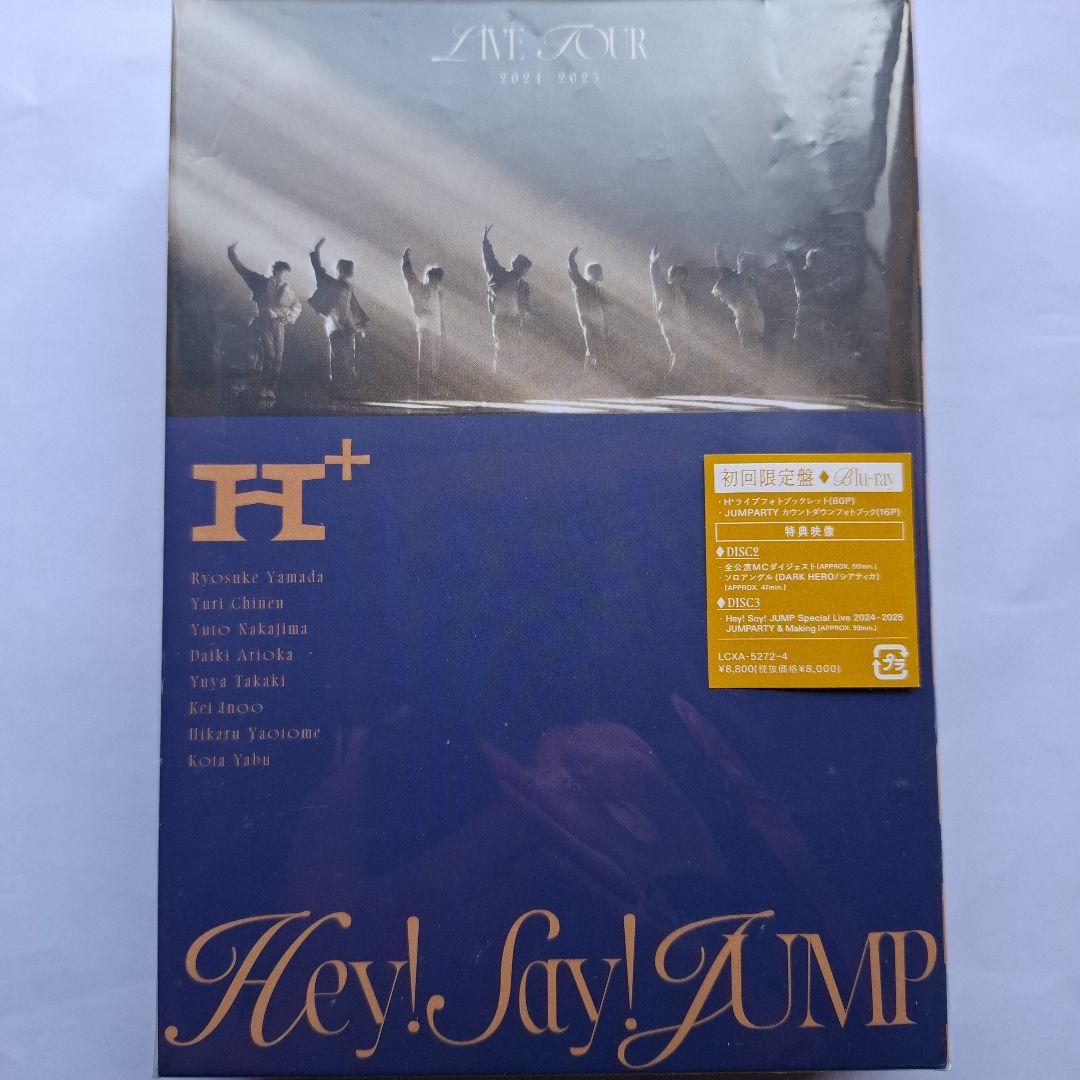 LIVE TOUR
2024-2025
H+
Ryosuke Yamada
Yuri Chinen
Yuto Nakajima
Daiki Arioka
Yuya Takaki
Kei Inoo
Hikaru Yaotome
Kota Yabu
初回限定盤♦Blu-ray
・H+ライブフォトブックレット(60P)
・JUMPARTY カウントダウンフォトブック(16P)
特典映像
♦DISC2
・全公演MCダイジェスト[APPROX. 50min.]
・ソロアングル(DARK HERO/シアティカ)
[APPROX. 47min.]
♦DISC3
・Hey! Say! JUMP Special Live 2024-2025
JUMPARTY & Making [APPROX. 99min.]
LCXA-5272-4
¥8,800(税抜価格¥8,000)
プラ
Hey! Say! JUMP